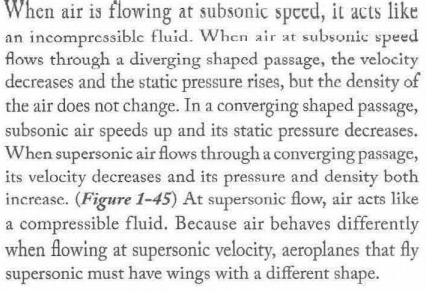 When air is flowing at subsonic speed, it acts like
an incompressible fluid. When air at subsonic speed
flows through a diverging shaped passage, the velocity
decreases and the static pressure rises, but the density of
the air does not change. In a converging shaped passage,
subsonic air speeds up and its static pressure decreases.
When supersonic air flows through a converging passage,
its velocity decreases and its pressure and density both
increase. (Figure 1-45) At supersonic flow, air acts like
a compressible fluid. Because air behaves differently
when flowing at supersonic velocity, aeroplanes that fly
supersonic must have wings with a different shape.